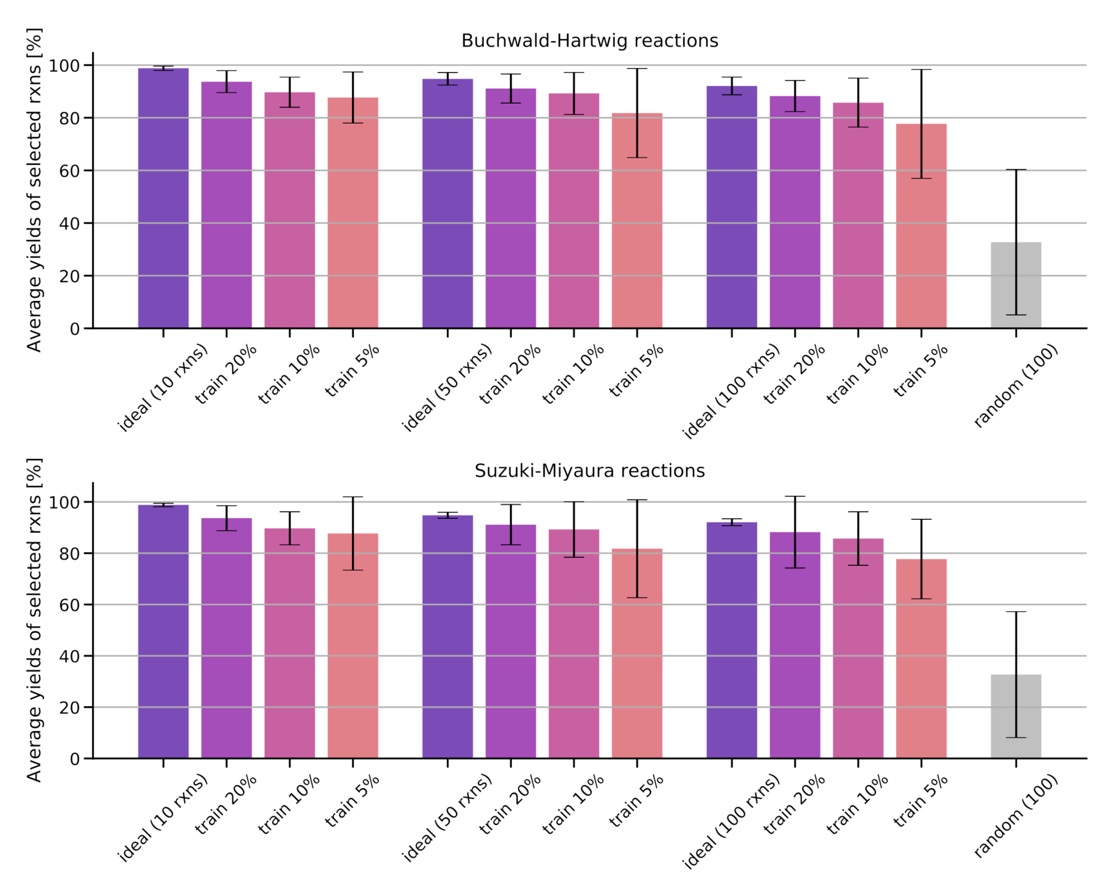 Buchwald-Hartwig reactions
Average yields of selected rxns [%]
100
80
60
40
20
0
ideal (10 rxns)
train 20%
train 10%
train 5%
ideal (50 rxns)
train 20%
train 10%
train 5%
ideal (100 rxns)
train 20%
train 10%
train 5%
random (100)
Suzuki-Miyaura reactions
Average yields of selected rxns [%]
100
80
60
40
20
0
ideal (10 rxns)
train 20%
train 10%
train 5%
ideal (50 rxns)
train 20%
train 10%
train 5%
ideal (100 rxns)
train 20%
train 10%
train 5%
random (100)